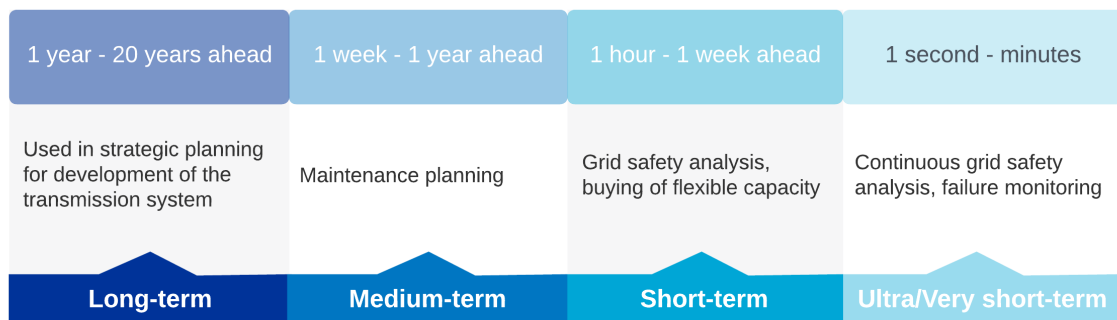 1 year - 20 years ahead
1 week - 1 year ahead
1 hour - 1 week ahead
1 second - minutes
Used in strategic planning
for development of the
transmission system
Maintenance planning
Grid safety analysis,
buying of flexible capacity
Continuous grid safety
analysis, failure monitoring
Long-term
Medium-term
Short-term
Ultra/Very short-term